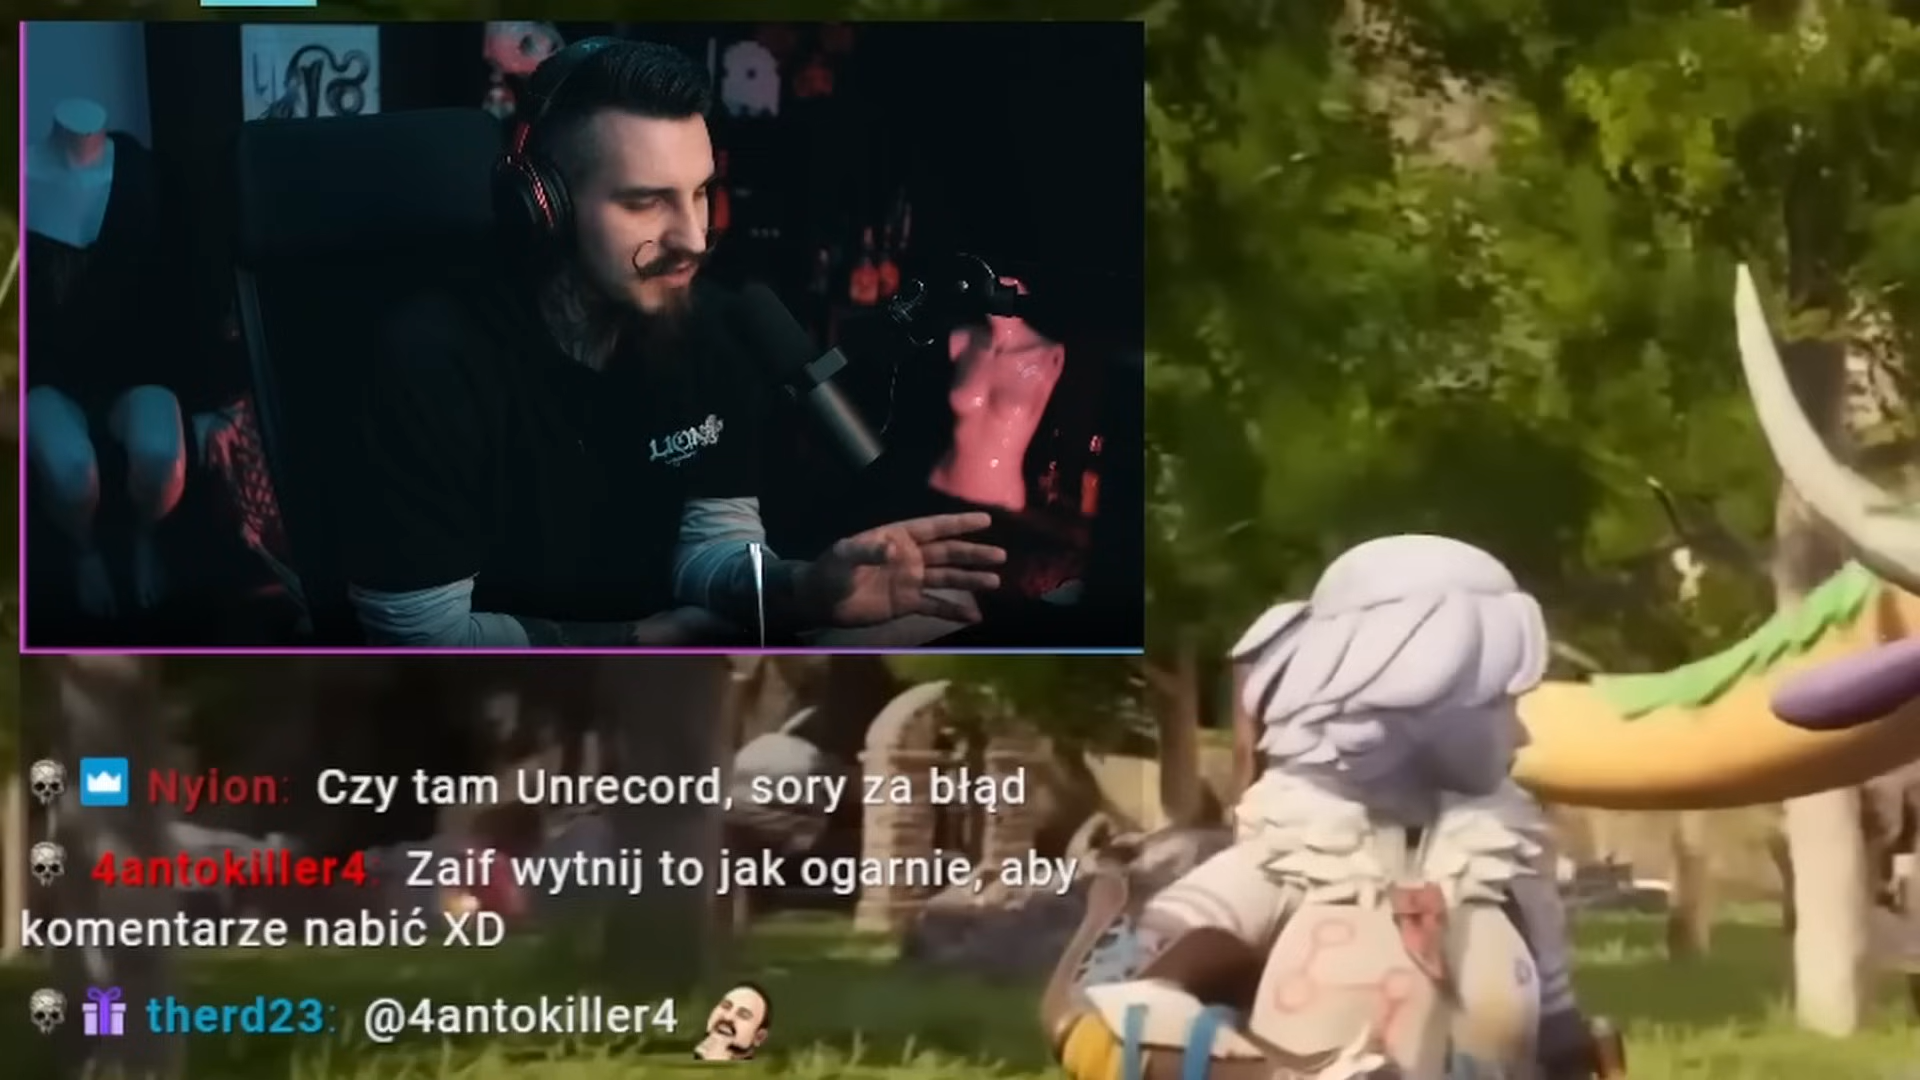 LION
Nyion: Czy tam Unrecord, sory za błąd
4antokiller4: Zaif wytnij to jak ogarnie, aby
komentarze nabić XD
therd23: @4antokiller4